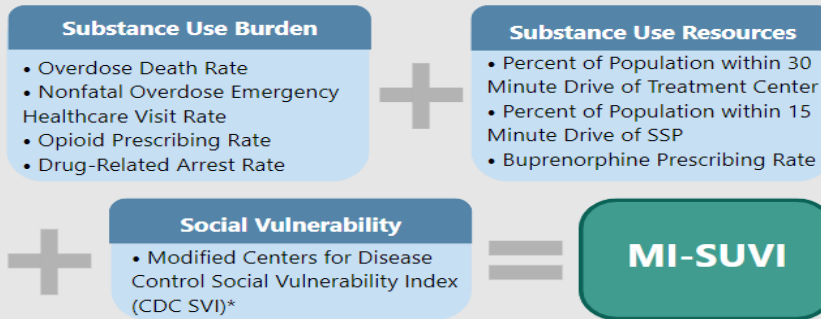 Substance Use Burden
• Overdose Death Rate
• Nonfatal Overdose Emergency
Healthcare Visit Rate
• Opioid Prescribing Rate
• Drug-Related Arrest Rate
+
Substance Use Resources
• Percent of Population within 30
Minute Drive of Treatment Center
• Percent of Population within 15
Minute Drive of SSP
• Buprenorphine Prescribing Rate
+
Social Vulnerability
• Modified Centers for Disease
Control Social Vulnerability Index
(CDC SVI)*
=
MI-SUVI